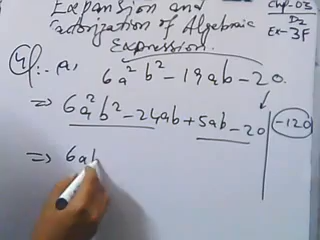 Expansion and
Factorization of Algebraic
Expression.
Chp-03
D2
Ex-3F
Q4:- a, 6a²b² - 19ab - 20.
⇒ 6a²b² - 24ab + 5ab - 20 | -120
⇒ 6ab